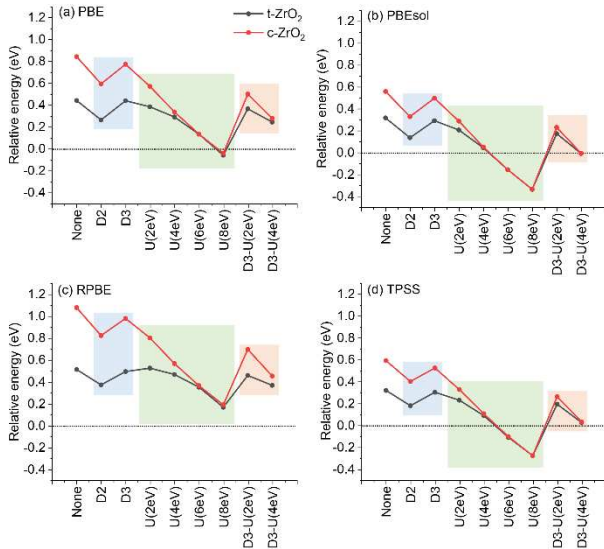 (a) PBE
t-ZrO₂
c-ZrO₂
Relative energy (eV)
1.2
1.0
0.8
0.6
0.4
0.2
0.0
-0.2
-0.4
None
D2
D3
U(2eV)
U(4eV)
U(6eV)
U(8eV)
D3-U(2eV)
D3-U(4eV)
(b) PBEsol
Relative energy (eV)
1.2
1.0
0.8
0.6
0.4
0.2
0.0
-0.2
-0.4
None
D2
D3
U(2eV)
U(4eV)
U(6eV)
U(8eV)
D3-U(2eV)
D3-U(4eV)
(c) RPBE
Relative energy (eV)
1.2
1.0
0.8
0.6
0.4
0.2
0.0
-0.2
-0.4
None
D2
D3
U(2eV)
U(4eV)
U(6eV)
U(8eV)
D3-U(2eV)
D3-U(4eV)
(d) TPSS
Relative energy (eV)
1.2
1.0
0.8
0.6
0.4
0.2
0.0
-0.2
-0.4
None
D2
D3
U(2eV)
U(4eV)
U(6eV)
U(8eV)
D3-U(2eV)
D3-U(4eV)